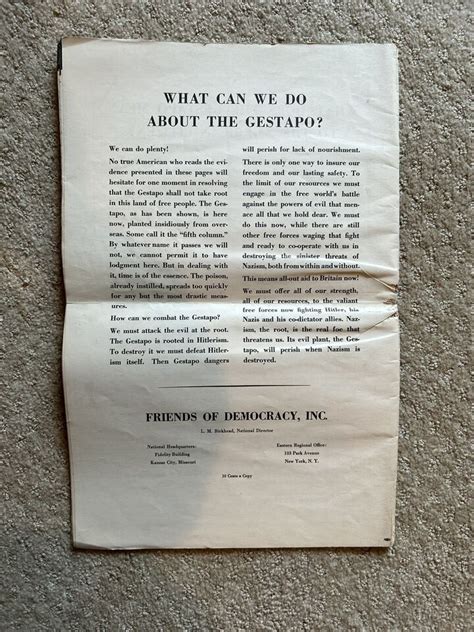 WHAT CAN WE DO
ABOUT THE GESTAPO?
We can do plenty!
No true American who reads the evi-
dence presented in these pages will
hesitate for one moment in resolving
that the Gestapo shall not take root
in this land of free people. The Ges-
tapo, as has been shown, is here
now, planted insidiously from over-
seas. Some call it the "fifth column."
By whatever name it passes we will
not, we cannot permit it to have
lodgment here. But in dealing with
it, time is of the essence. The poison,
already instilled, spreads too quickly
for any but the most drastic meas-
ures.
How can we combat the Gestapo?
We must attack the evil at the root.
The Gestapo is rooted in Hitlerism.
To destroy it we must defeat Hitler-
ism itself. Then Gestapo dangers
will perish for lack of nourishment.
There is only one way to insure our
freedom and our lasting safety. To
the limit of our resources we must
engage in the free world's battle
against the powers of evil that men-
ace all that we hold dear. We must
do this now, while there are still
other free forces waging that fight
and ready to co-operate with us in
destroying the sinister threats of
Nazism, both from within and without.
This means all-out aid to Britain now!
We must offer all of our strength,
all of our resources, to the valiant
free forces now fighting Hitler, his
Nazis and his co-dictator allies. Naz-
ism, the root, is the real foe that
threatens us. Its evil plant, the Ges-
tapo, will perish when Nazism is
destroyed.
FRIENDS OF DEMOCRACY, INC.
L. M. Birkhead, National Director
National Headquarters:
Fidelity Building
Kansas City, Missouri
Eastern Regional Office:
103 Park Avenue
New York, N. Y.
10 Cents a Copy